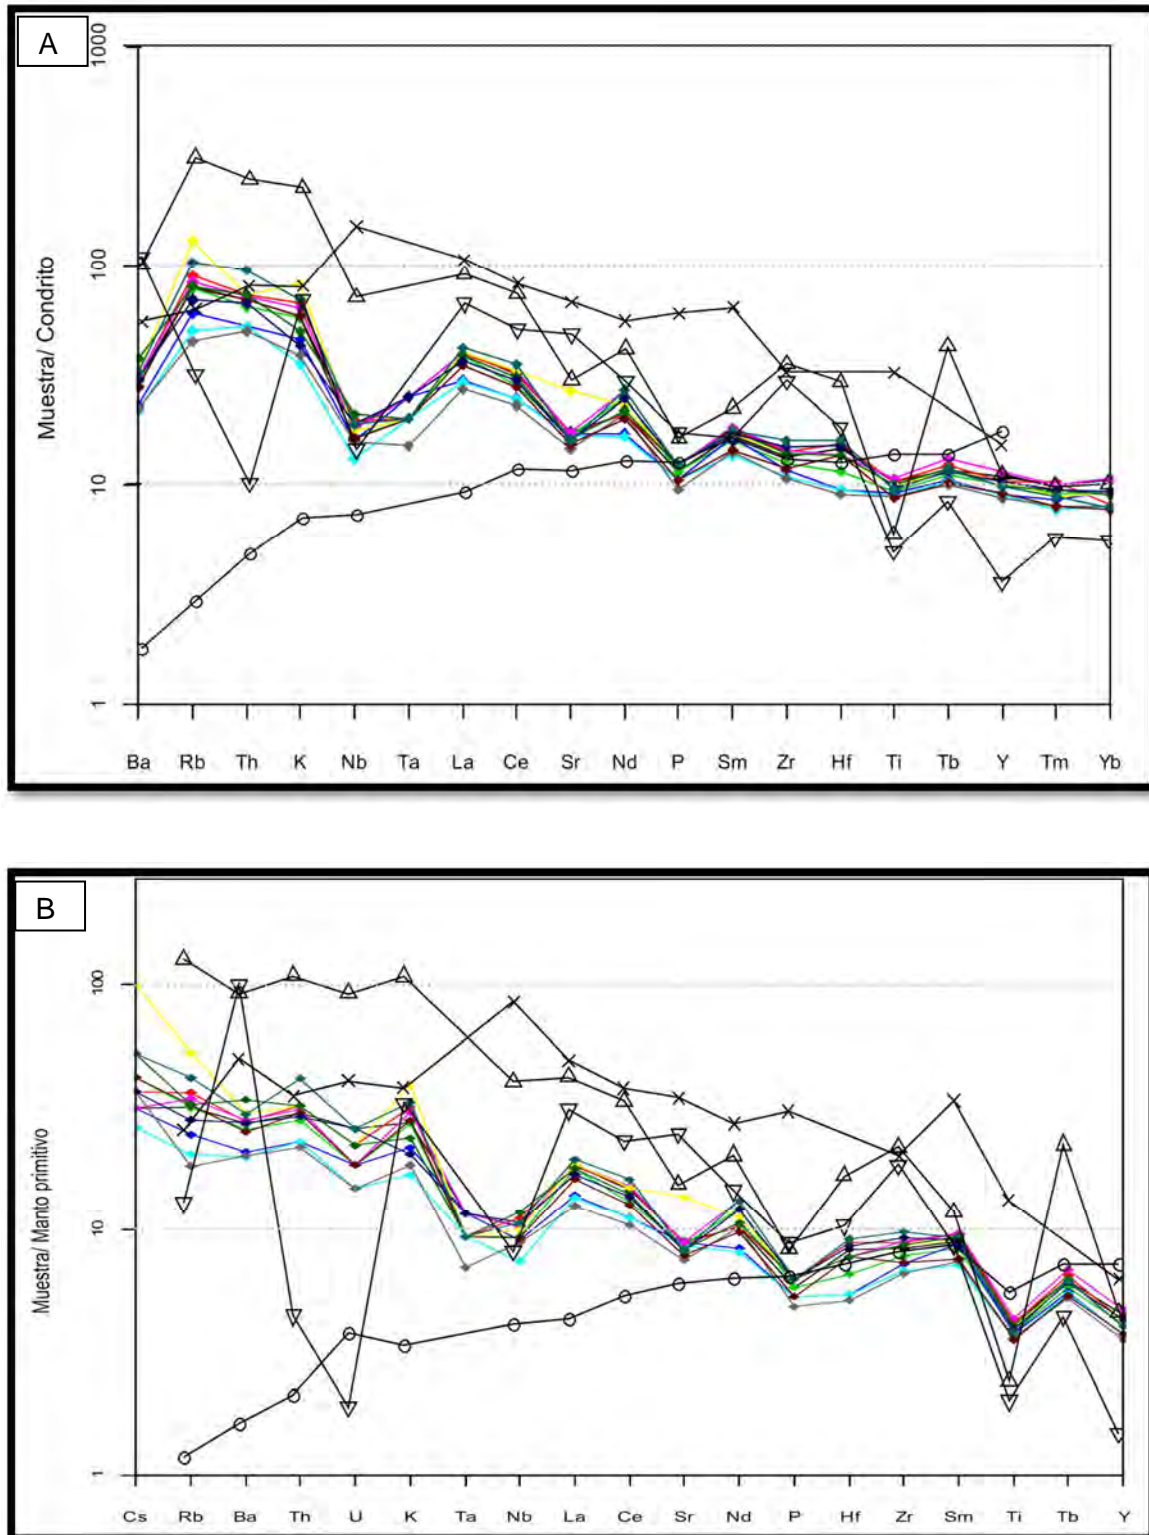 A
1000
100
10
1
Muestra/ Condrito
Ba Rb Th K Nb Ta La Ce Sr Nd P Sm Zr Hf Ti Tb Y Tm Yb
B
100
10
1
Muestra/ Manto primitivo
Cs Rb Ba Th U K Ta Nb La Ce Sr Nd P Hf Zr Sm Ti Tb Y